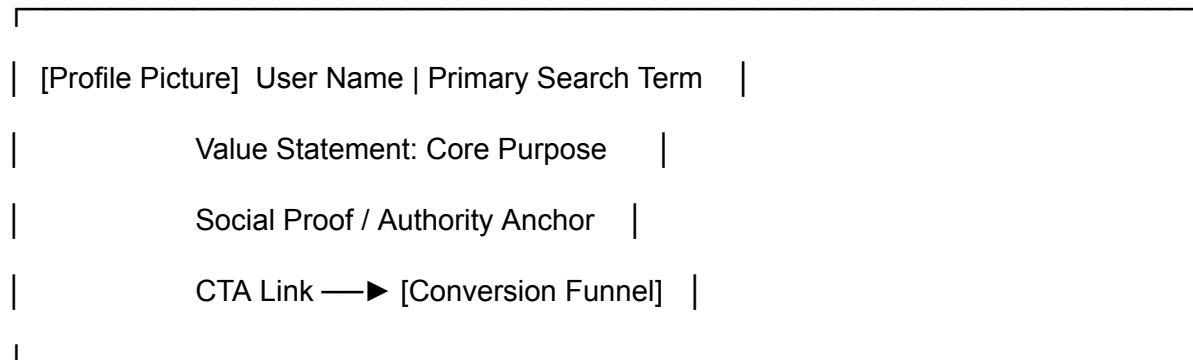 [Profile Picture] User Name | Primary Search Term
Value Statement: Core Purpose
Social Proof / Authority Anchor
CTA Link ──► [Conversion Funnel]